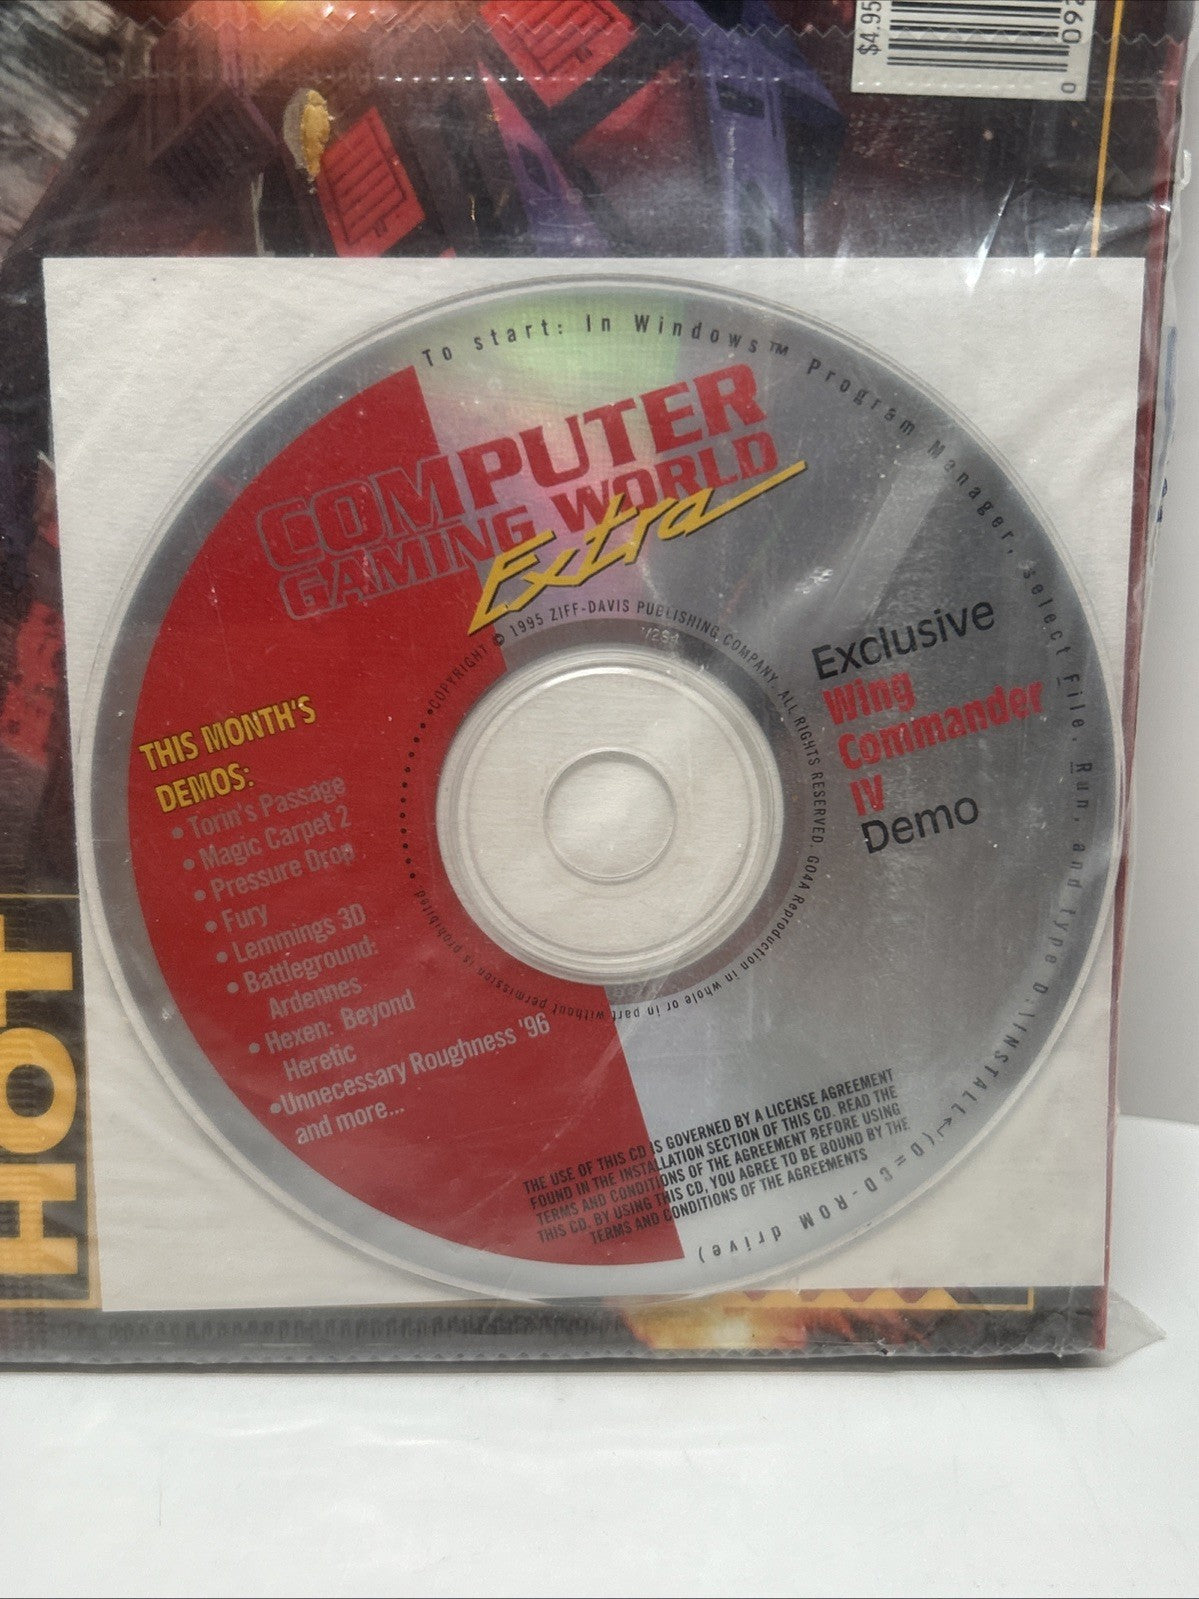 $4.95
0
HOT
To start: In Windows™ Program Manager, select File, Run, and type D:\INSTALL↵ (D=CD-ROM drive)
COMPUTER
GAMING WORLD
Extra
COPYRIGHT © 1995 ZIFF-DAVIS PUBLISHING COMPANY. ALL RIGHTS RESERVED. G04A Reproduction in whole or in part without permission is prohibited
Exclusive
Wing
Commander
IV
Demo
THIS MONTH'S
DEMOS:
• Torin's Passage
• Magic Carpet 2
• Pressure Drop
• Fury
• Lemmings 3D
• Battleground:
Ardennes
• Hexen: Beyond
Heretic
•Unnecessary Roughness '96
and more...
THE USE OF THIS CD IS GOVERNED BY A LICENSE AGREEMENT
FOUND IN THE INSTALLATION SECTION OF THIS CD. READ THE
TERMS AND CONDITIONS OF THE AGREEMENT BEFORE USING
THIS CD. BY USING THIS CD, YOU AGREE TO BE BOUND BY THE
TERMS AND CONDITIONS OF THE AGREEMENTS